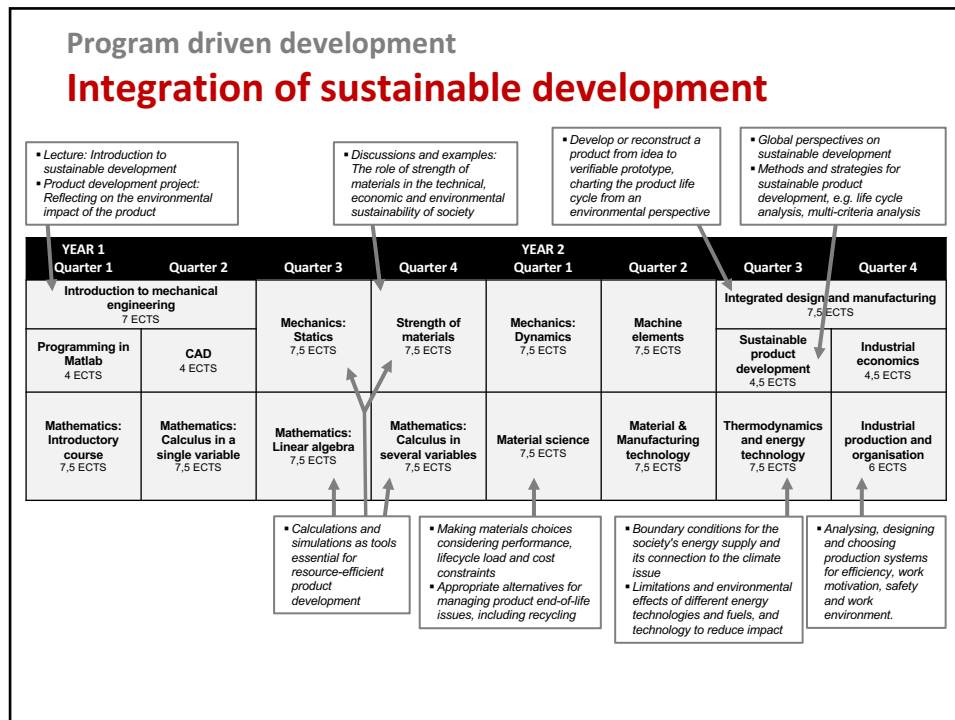 Program driven development
Integration of sustainable development
▪ Lecture: Introduction to
sustainable development
▪ Product development project:
Reflecting on the environmental
impact of the product
▪ Discussions and examples:
The role of strength of
materials in the technical,
economic and environmental
sustainability of society
▪ Develop or reconstruct a
product from idea to
verifiable prototype,
charting the product life
cycle from an
environmental perspective
▪ Global perspectives on
sustainable development
▪ Methods and strategies for
sustainable product
development, e.g. life cycle
analysis, multi-criteria analysis
YEAR 1
Quarter 1
Quarter 2
Quarter 3
Quarter 4
YEAR 2
Quarter 1
Quarter 2
Quarter 3
Quarter 4
Introduction to mechanical
engineering
7 ECTS
Mechanics:
Statics
7,5 ECTS
Strength of
materials
7,5 ECTS
Mechanics:
Dynamics
7,5 ECTS
Machine
elements
7,5 ECTS
Integrated design and manufacturing
7,5 ECTS
Programming in
Matlab
4 ECTS
CAD
4 ECTS
Sustainable
product
development
4,5 ECTS
Industrial
economics
4,5 ECTS
Mathematics:
Introductory
course
7,5 ECTS
Mathematics:
Calculus in a
single variable
7,5 ECTS
Mathematics:
Linear algebra
7,5 ECTS
Mathematics:
Calculus in
several variables
7,5 ECTS
Material science
7,5 ECTS
Material &
Manufacturing
technology
7,5 ECTS
Thermodynamics
and energy
technology
7,5 ECTS
Industrial
production and
organisation
6 ECTS
▪ Calculations and
simulations as tools
essential for
resource-efficient
product
development
▪ Making materials choices
considering performance,
lifecycle load and cost
constraints
▪ Appropriate alternatives for
managing product end-of-life
issues, including recycling
▪ Boundary conditions for the
society's energy supply and
its connection to the climate
issue
▪ Limitations and environmental
effects of different energy
technologies and fuels, and
technology to reduce impact
▪ Analysing, designing
and choosing
production systems
for efficiency, work
motivation, safety
and work
environment.